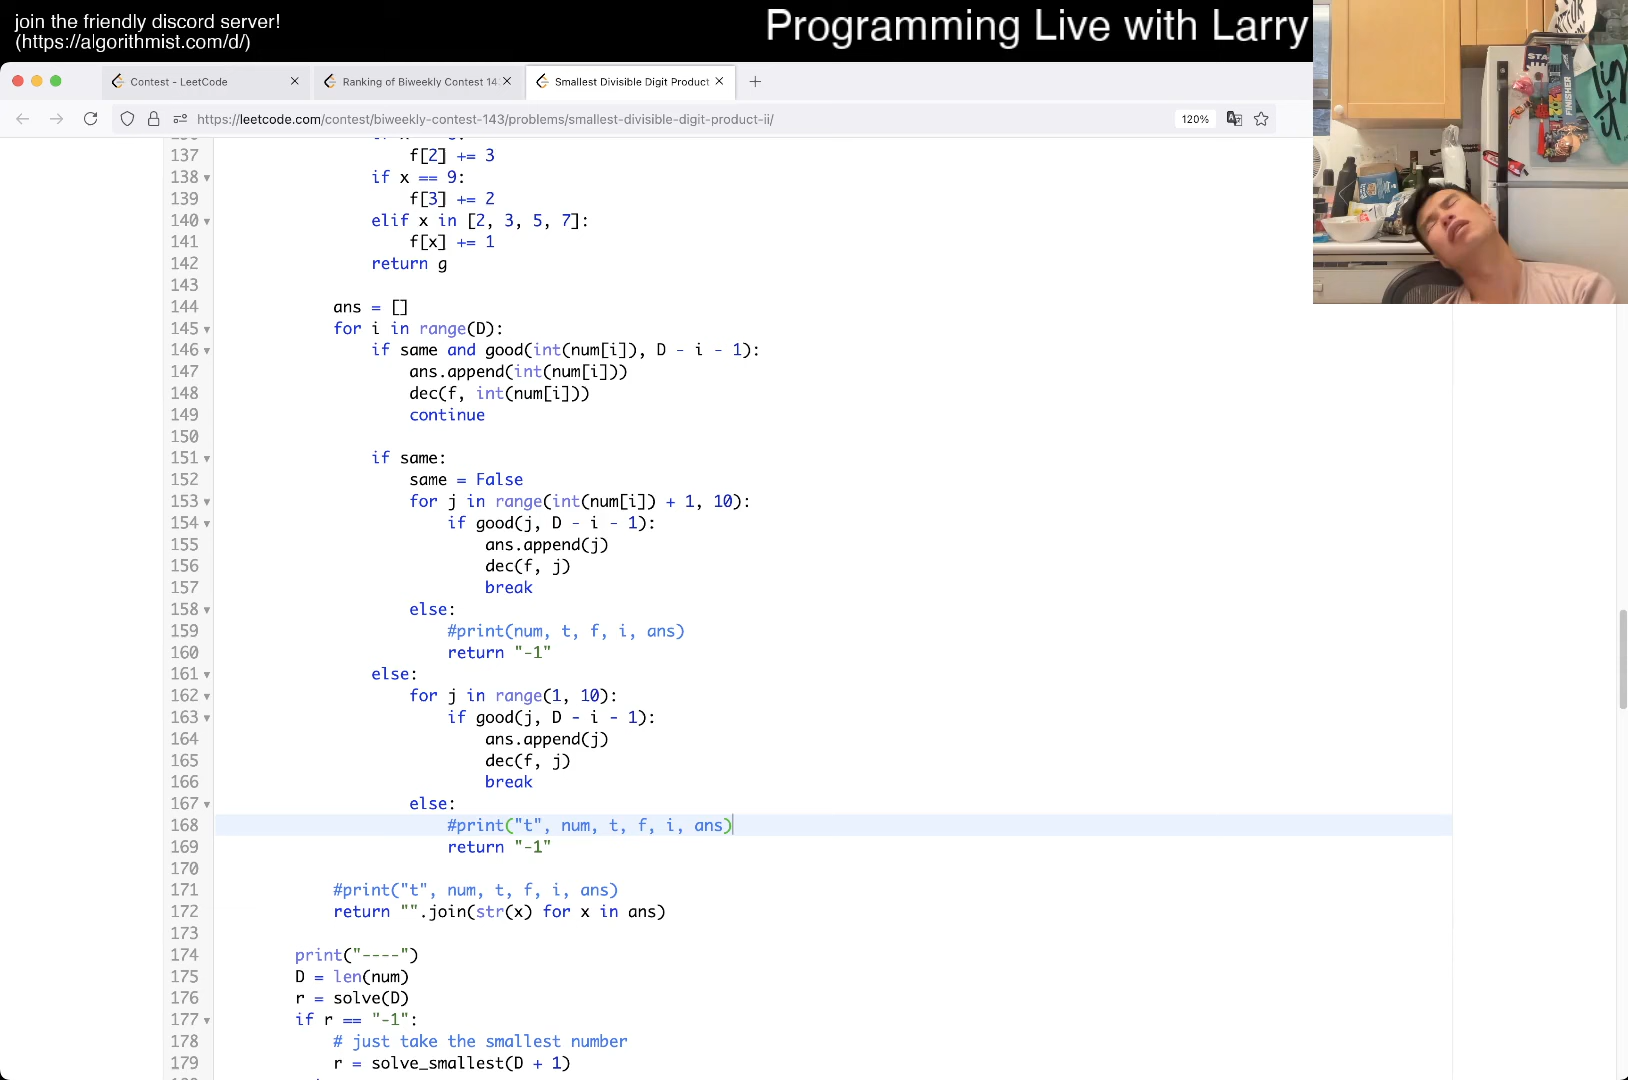 join the friendly discord server!
(https://algorithmist.com/d/)
Programming Live with Larry
Contest - LeetCode
Ranking of Biweekly Contest 14
Smallest Divisible Digit Product
https://leetcode.com/contest/biweekly-contest-143/problems/smallest-divisible-digit-product-ii/
120%
137 f[2] += 3
138 if x == 9:
139 f[3] += 2
140 elif x in [2, 3, 5, 7]:
141 f[x] += 1
142 return g
143
144 ans = []
145 for i in range(D):
146 if same and good(int(num[i]), D - i - 1):
147 ans.append(int(num[i]))
148 dec(f, int(num[i]))
149 continue
150
151 if same:
152 same = False
153 for j in range(int(num[i]) + 1, 10):
154 if good(j, D - i - 1):
155 ans.append(j)
156 dec(f, j)
157 break
158 else:
159 #print(num, t, f, i, ans)
160 return "-1"
161 else:
162 for j in range(1, 10):
163 if good(j, D - i - 1):
164 ans.append(j)
165 dec(f, j)
166 break
167 else:
168 #print("t", num, t, f, i, ans)
169 return "-1"
170
171 #print("t", num, t, f, i, ans)
172 return "".join(str(x) for x in ans)
173
174 print("----")
175 D = len(num)
176 r = solve(D)
177 if r == "-1":
178 # just take the smallest number
179 r = solve_smallest(D + 1)